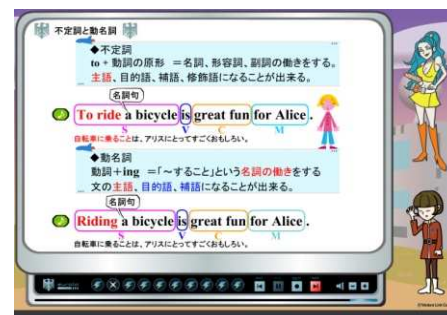 不定詞と動名詞
◆不定詞
to + 動詞の原形 ＝名詞、形容詞、副詞の働きをする。
主語、目的語、補語、修飾語になることが出来る。
名詞句
To ride a bicycle is great fun for Alice .
S V C M
自転車に乗ることは、アリスにとってすごくおもしろい。
◆動名詞
動詞＋ing ＝「～すること」という名詞の働きをする
文の主語、目的語、補語になることが出来る。
名詞句
Riding a bicycle is great fun for Alice .
S V C M
自転車に乗ることは、アリスにとってすごくおもしろい。